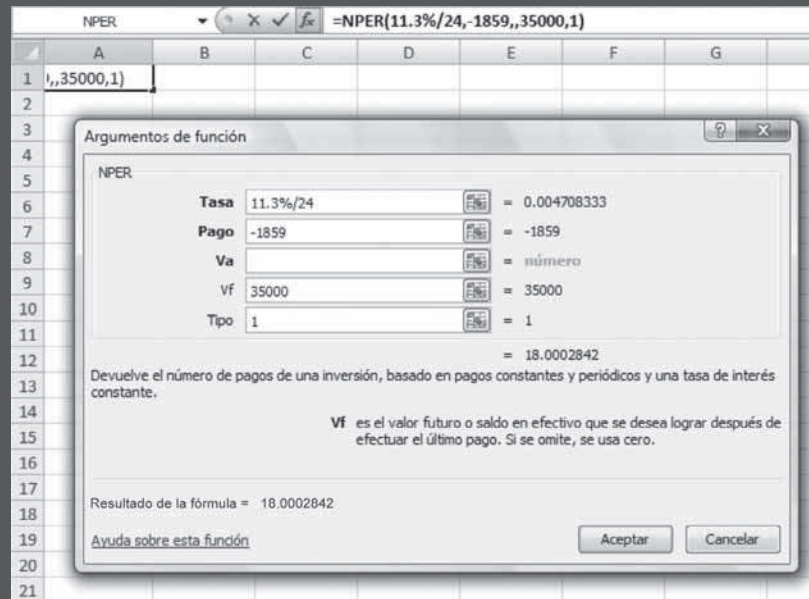 NPER =NPER(11.3%/24,-1859,,35000,1)
A B C D E F G
1 ,,35000,1)
2
3
Argumentos de función
4
5 NPER
6 Tasa 11.3%/24 = 0.004708333
7 Pago -1859 = -1859
8 Va = número
9 Vf 35000 = 35000
10 Tipo 1 = 1
11
12 = 18.0002842
13 Devuelve el número de pagos de una inversión, basado en pagos constantes y periódicos y una tasa de interés
constante.
14
Vf es el valor futuro o saldo en efectivo que se desea lograr después de
15 efectuar el último pago. Si se omite, se usa cero.
16
17
Resultado de la fórmula = 18.0002842
18
19 Ayuda sobre esta función Aceptar Cancelar
20
21